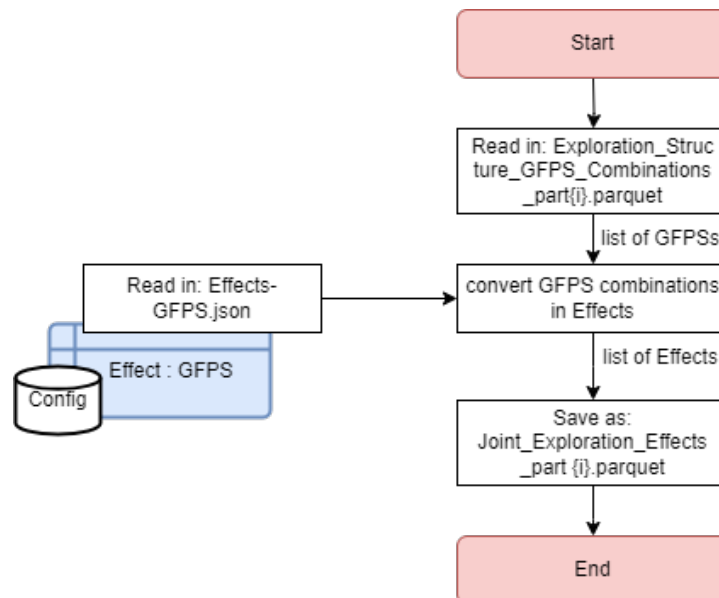 Start
Read in: Exploration_Struc
ture_GFPS_Combinations
_part{i}.parquet
list of GFPSs
Read in: Effects-
GFPS.json
convert GFPS combinations
in Effects
Effect : GFPS
Config
list of Effects
Save as:
Joint_Exploration_Effects
_part {i}.parquet
End